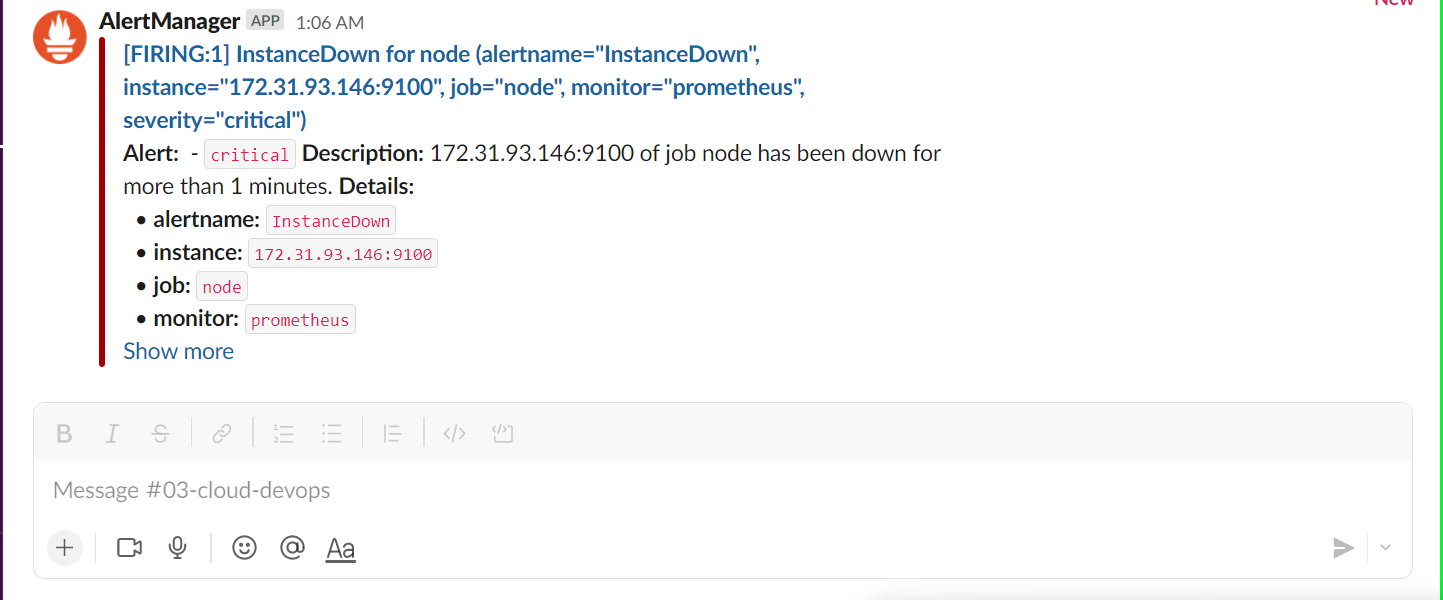 New
AlertManager APP 1:06 AM
[FIRING:1] InstanceDown for node (alertname="InstanceDown",
instance="172.31.93.146:9100", job="node", monitor="prometheus",
severity="critical")
Alert: - critical Description: 172.31.93.146:9100 of job node has been down for
more than 1 minutes. Details:
• alertname: InstanceDown
• instance: 172.31.93.146:9100
• job: node
• monitor: prometheus
Show more
Message #03-cloud-devops
Aa